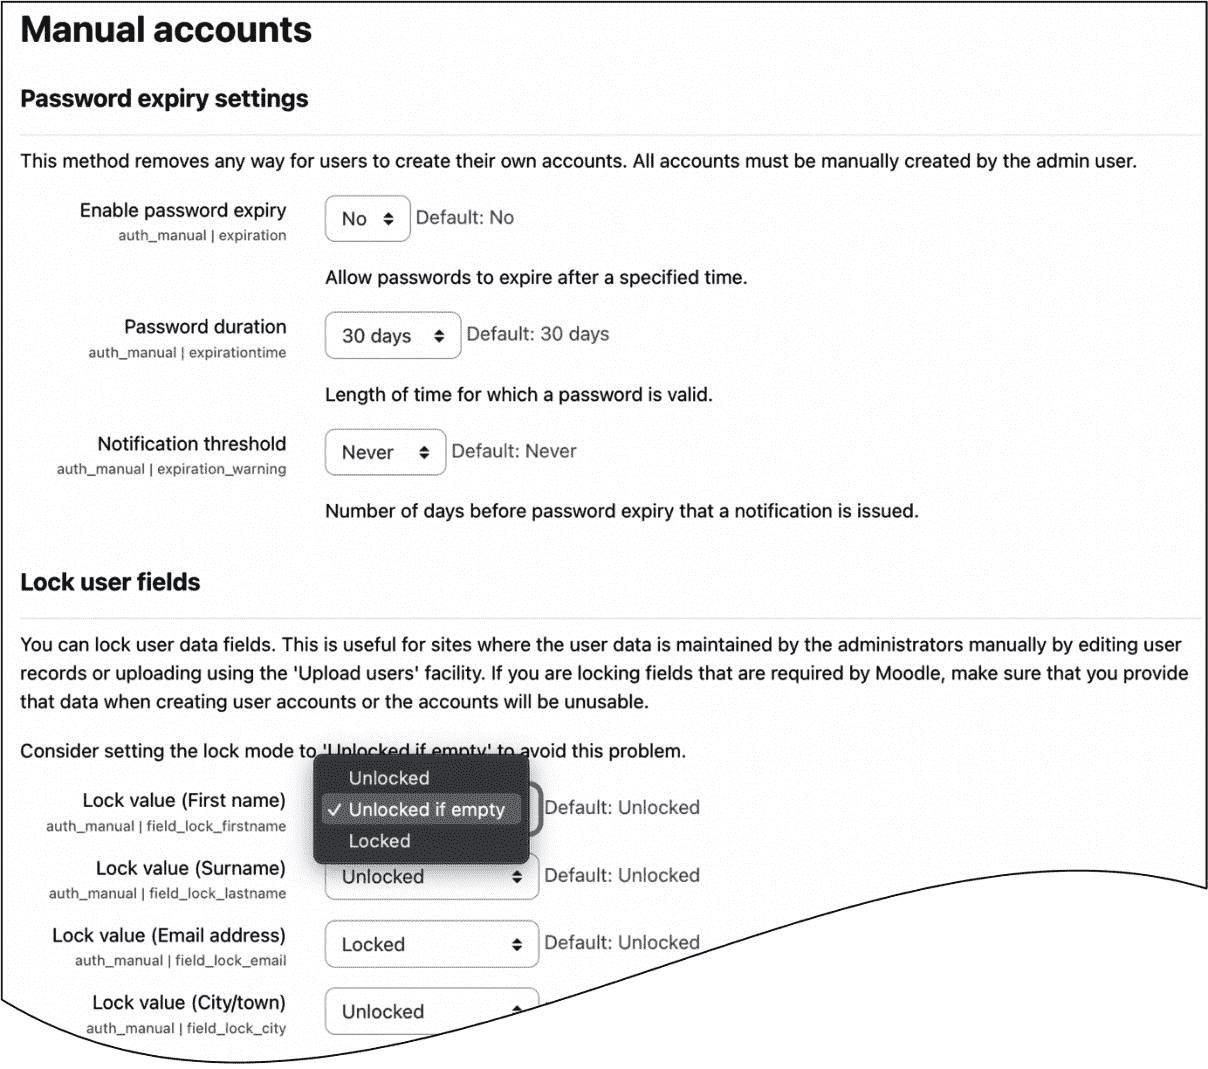 Manual accounts
Password expiry settings
This method removes any way for users to create their own accounts. All accounts must be manually created by the admin user.
Enable password expiry
No Default: No
auth_manual | expiration
Allow passwords to expire after a specified time.
Password duration
30 days Default: 30 days
auth_manual | expirationtime
Length of time for which a password is valid.
Notification threshold
Never Default: Never
auth_manual | expiration_warning
Number of days before password expiry that a notification is issued.
Lock user fields
You can lock user data fields. This is useful for sites where the user data is maintained by the administrators manually by editing user
records or uploading using the 'Upload users' facility. If you are locking fields that are required by Moodle, make sure that you provide
that data when creating user accounts or the accounts will be unusable.
Consider setting the lock mode to 'Unlocked if empty' to avoid this problem.
Unlocked
Lock value (First name)
✓ Unlocked if empty Default: Unlocked
auth_manual | field_lock_firstname
Locked
Lock value (Surname)
Unlocked Default: Unlocked
auth_manual | field_lock_lastname
Lock value (Email address)
Locked Default: Unlocked
auth_manual | field_lock_email
Lock value (City/town)
Unlocked
auth_manual | field_lock_city